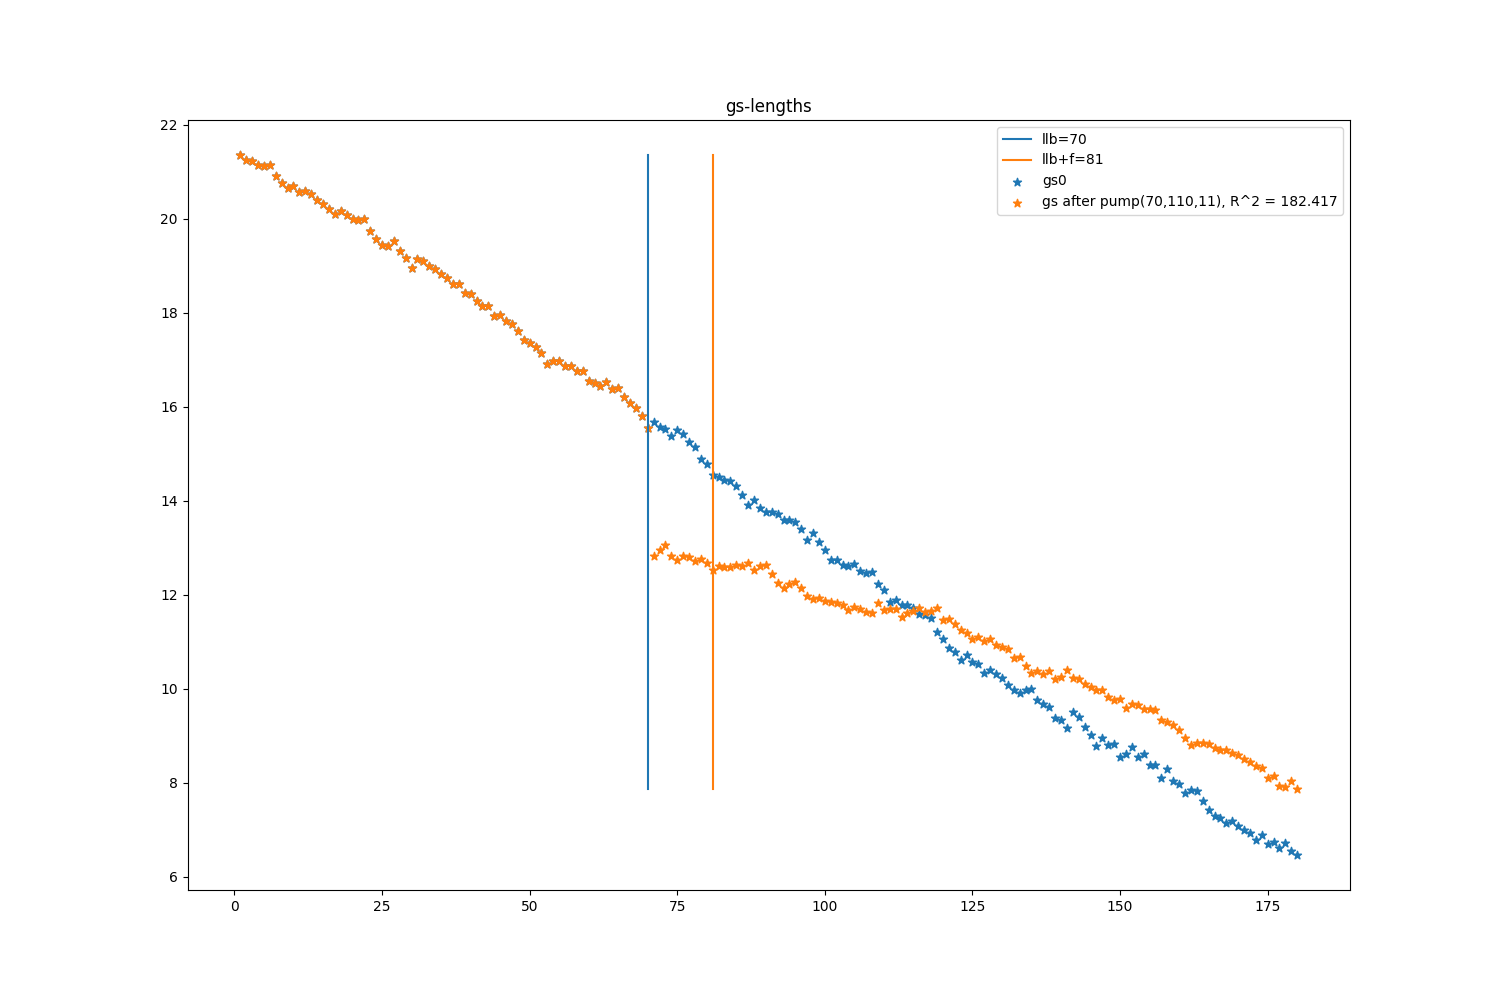 gs-lengths
22
20
18
16
14
12
10
8
6
llb=70
llb+f=81
gs0
gs after pump(70,110,11), R^2 = 182.417
0 25 50 75 100 125 150 175